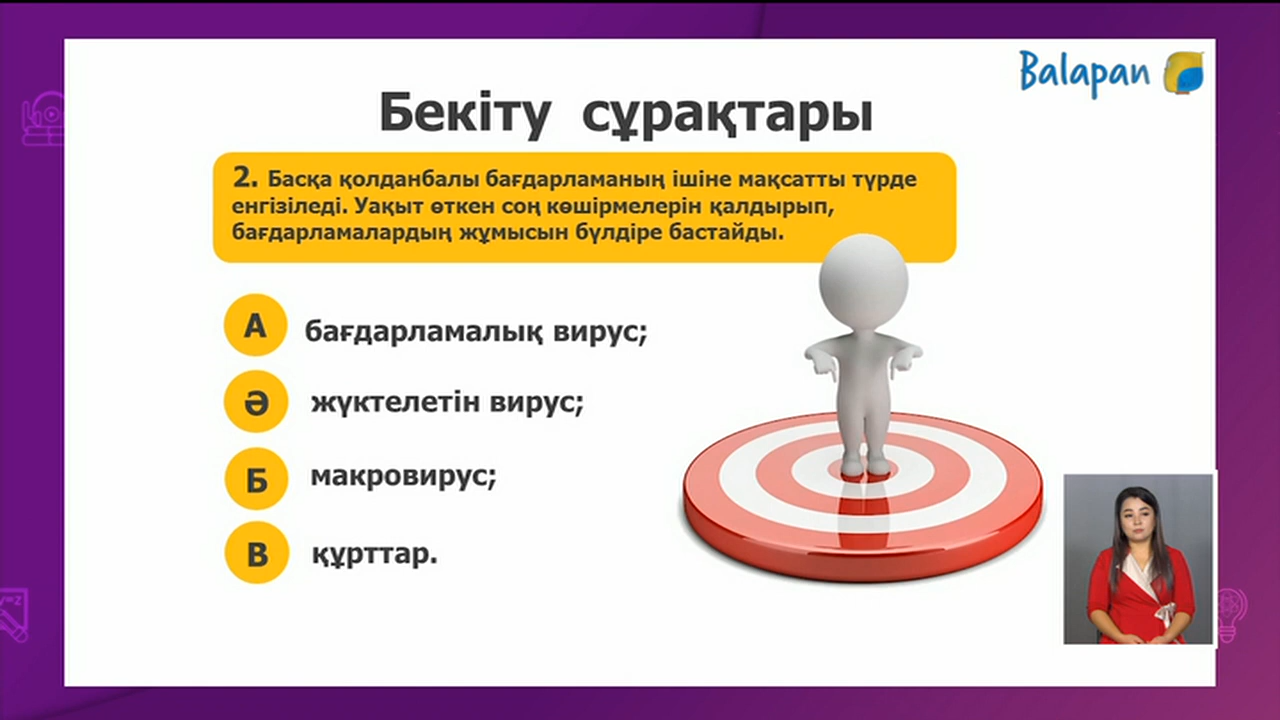 Balapan
Бекіту сұрақтары
2. Басқа қолданбалы бағдарламаның ішіне мақсатты түрде
енгізіледі. Уақыт өткен соң көшірмелерін қалдырып,
бағдарламалардың жұмысын бүлдіре бастайды.
А бағдарламалық вирус;
Ә жүктелетін вирус;
Б макровирус;
В құрттар.